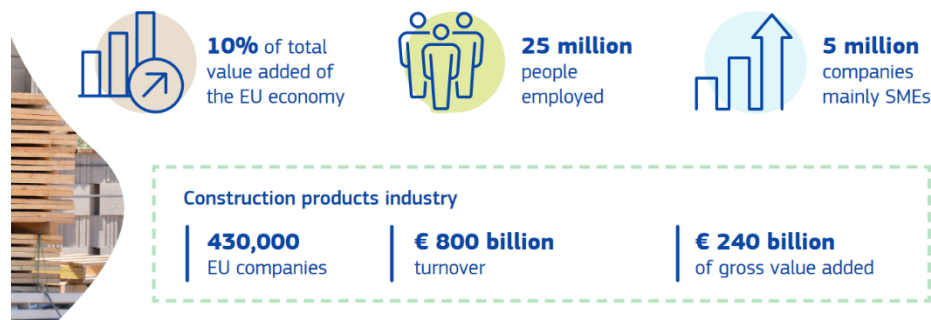 10% of total
value added of
the EU economy
25 million
people
employed
5 million
companies
mainly SMEs
Construction products industry
430,000
EU companies
€ 800 billion
turnover
€ 240 billion
of gross value added